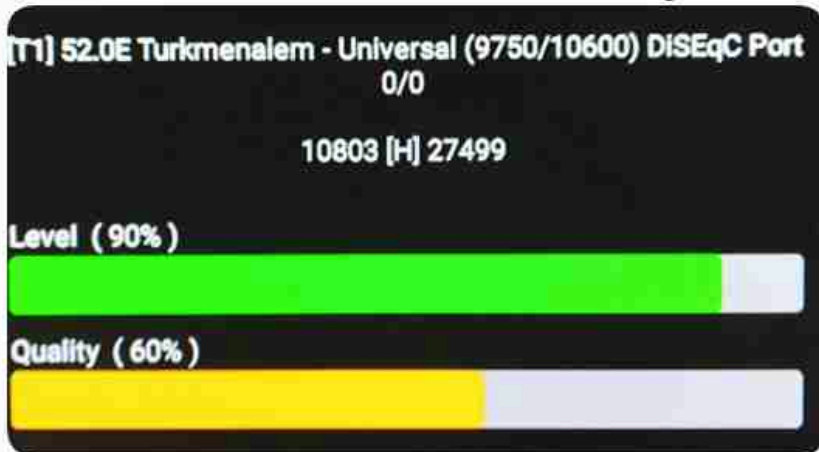 [T1] 52.0E Turkmenalem - Universal (9750/10600) DiSEqC Port
0/0
10803 [H] 27499
Level ( 90% )
Quality ( 60% )